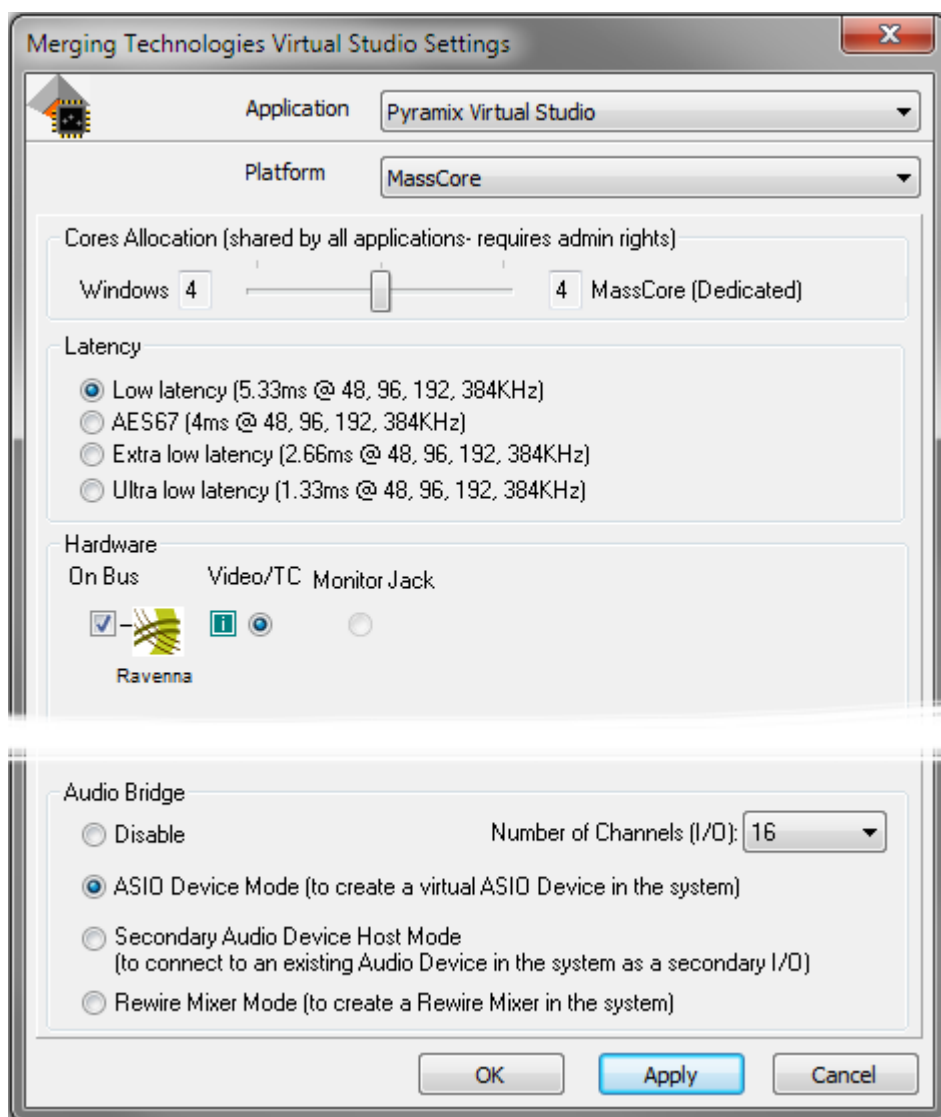 Merging Technologies Virtual Studio Settings
Application Pyramix Virtual Studio
Platform MassCore
Cores Allocation (shared by all applications- requires admin rights)
Windows 4 4 MassCore (Dedicated)
Latency
Low latency (5.33ms @ 48, 96, 192, 384KHz)
AES67 (4ms @ 48, 96, 192, 384KHz)
Extra low latency (2.66ms @ 48, 96, 192, 384KHz)
Ultra low latency (1.33ms @ 48, 96, 192, 384KHz)
Hardware
On Bus Video/TC Monitor Jack
i
Ravenna
Audio Bridge
Disable Number of Channels (I/O): 16
ASIO Device Mode (to create a virtual ASIO Device in the system)
Secondary Audio Device Host Mode
(to connect to an existing Audio Device in the system as a secondary I/O)
Rewire Mixer Mode (to create a Rewire Mixer in the system)
OK Apply Cancel